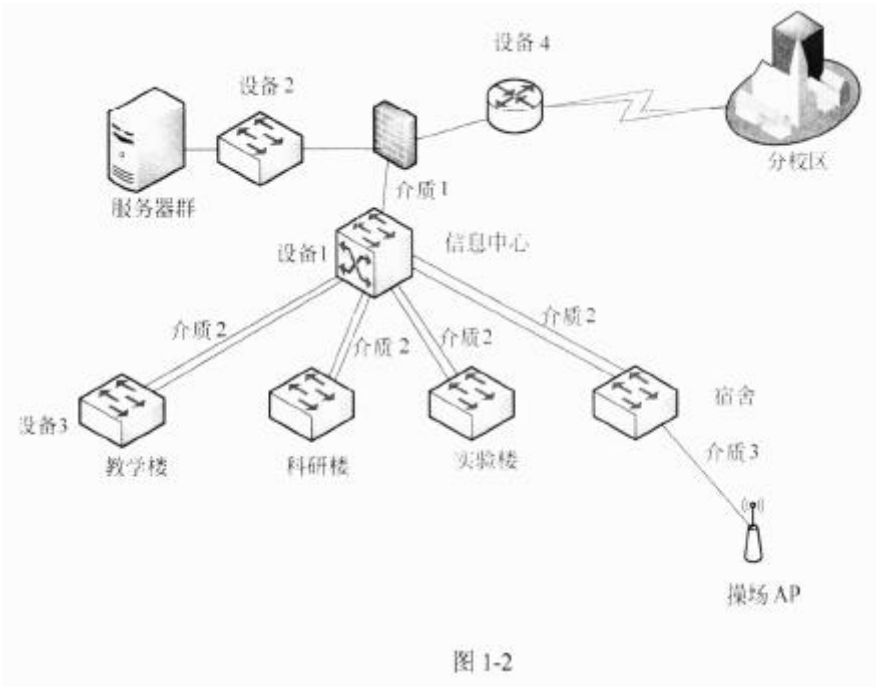 设备 4
设备 2
分校区
服务器群
介质 1
设备1
信息中心
介质 2
介质 2
介质2
介质 2
设备3
宿舍
教学楼
科研楼
实验楼
介质 3
操场 AP
图 1-2